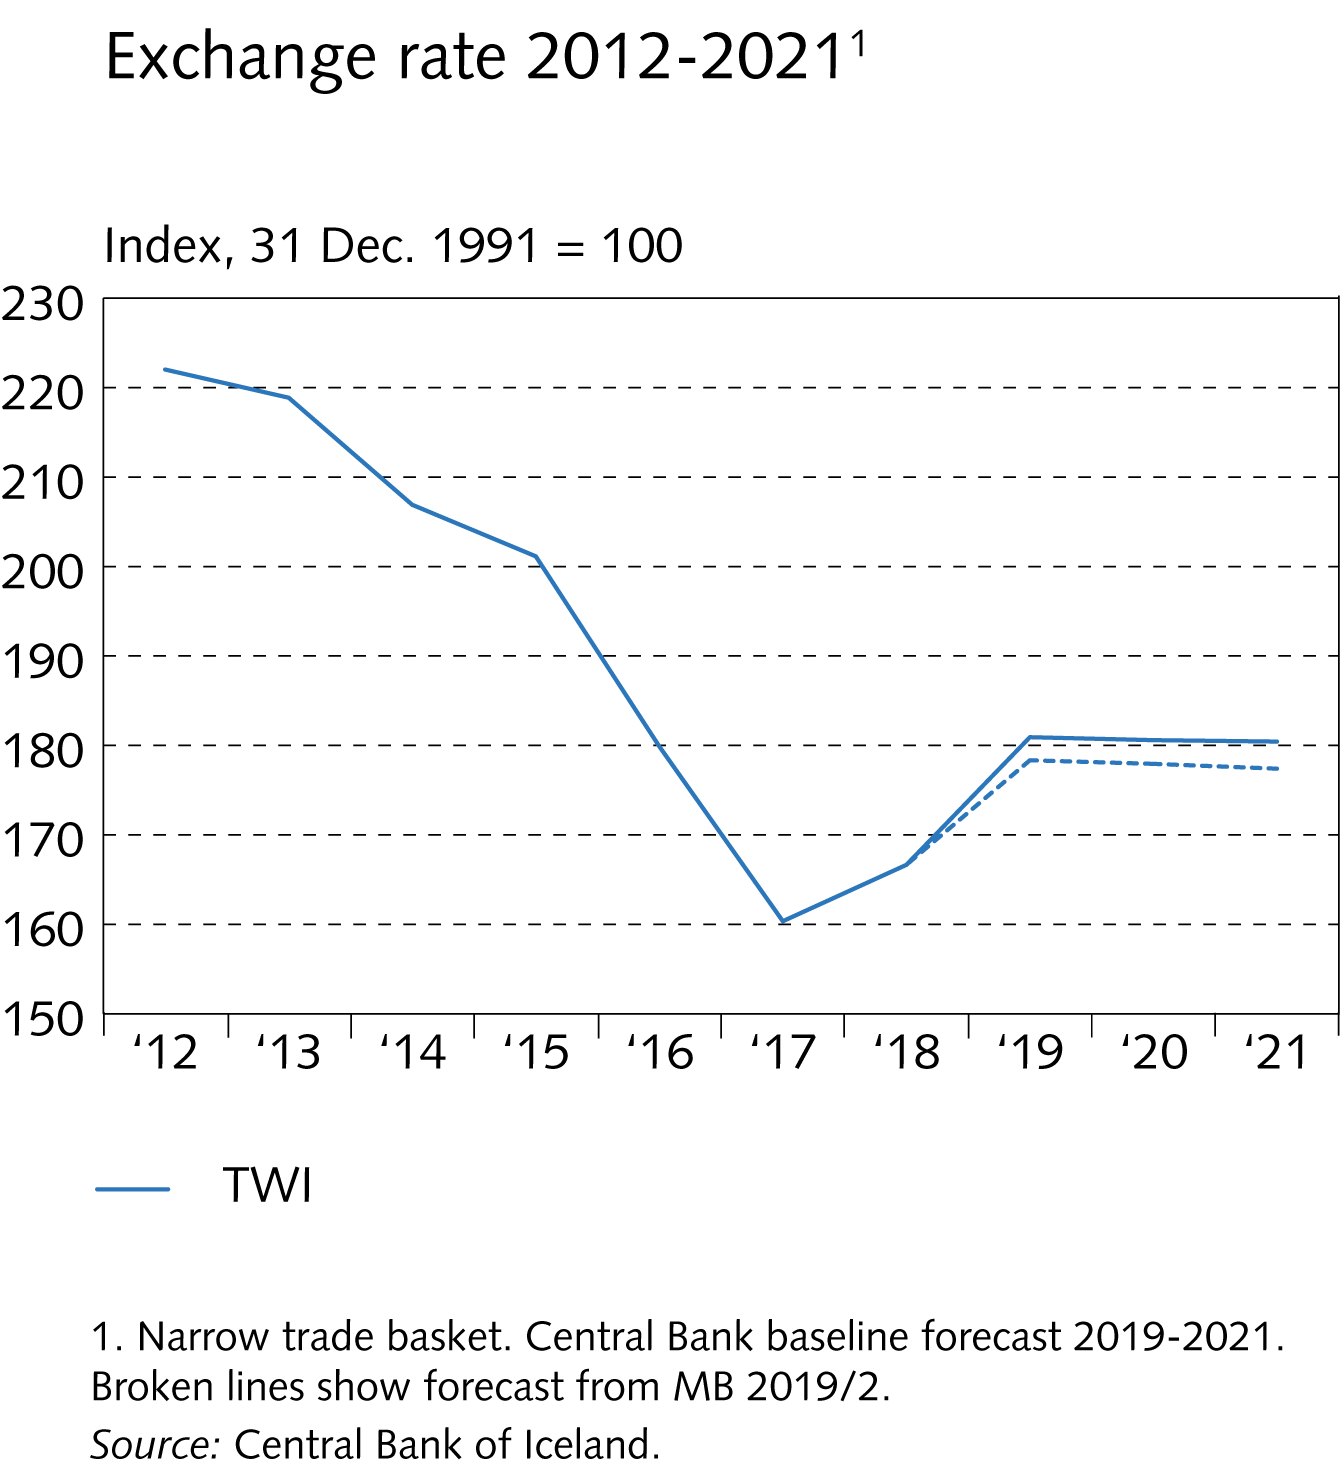 Exchange rate 2012-2021¹
Index, 31 Dec. 1991 = 100
230
220
210
200
190
180
170
160
150
‘12 ‘13 ‘14 ‘15 ‘16 ‘17 ‘18 ‘19 ‘20 ‘21
TWI
1. Narrow trade basket. Central Bank baseline forecast 2019-2021.
Broken lines show forecast from MB 2019/2.
Source: Central Bank of Iceland.